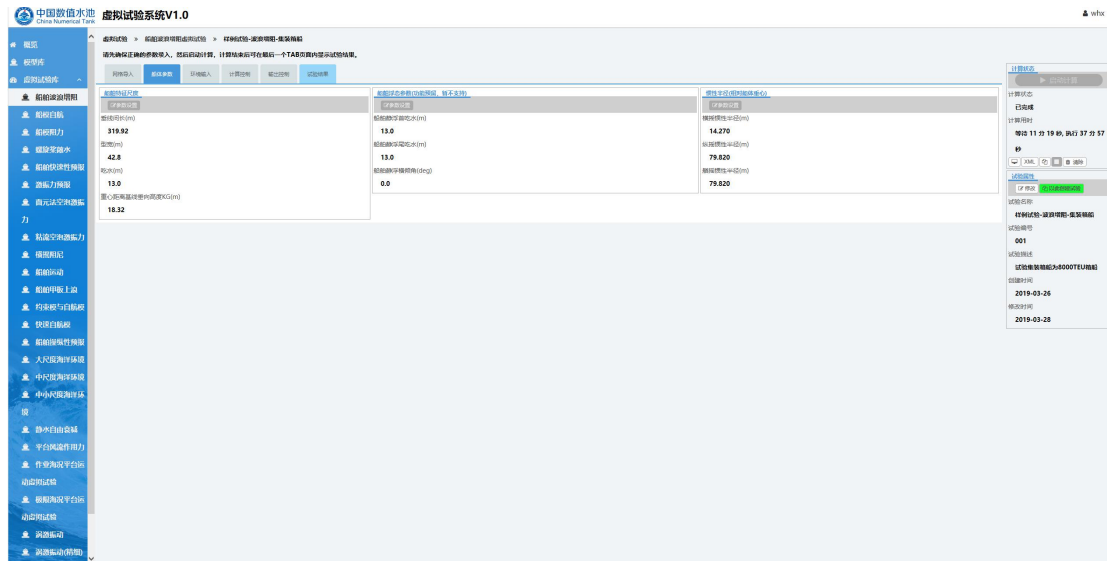 中国数值水池
China Numerical Tank
虚拟试验系统V1.0
whx
虚拟试验 » 船舶波浪增阻虚拟试验 » 样例试验-波浪增阻-集装箱船
请先确保正确的参数录入，然后启动计算，计算结束后可在最后一个TAB页面内显示试验结果。
概览
模型库
虚拟试验库
船舶波浪增阻
船模自航
船模阻力
螺旋桨敞水
船舶快速性预报
激振力预报
面元法空泡激振
力
粘流空泡激振力
横摇阻尼
船舶运动
船舶甲板上浪
约束模与自航模
快速自航模
船舶操纵性预报
大尺度海洋环境
中尺度海洋环境
中小尺度海洋环
境
静水自由衰减
平台风流作用力
作业海况平台运
动虚拟试验
极限海况平台运
动虚拟试验
涡激振动
涡激振动(精细)
网格导入 船体参数 环境输入 计算控制 输出控制 试验结果
船舶特征尺度
参数设置
垂线间长(m)
319.92
型宽(m)
42.8
吃水(m)
13.0
重心距离基线垂向高度KG(m)
18.32
船舶浮态参数(功能预留，暂不支持)
参数设置
船舶静浮首吃水(m)
13.0
船舶静浮尾吃水(m)
13.0
船舶静浮横倾角(deg)
0.0
惯性半径(相对船体重心)
参数设置
横摇惯性半径(m)
14.270
纵摇惯性半径(m)
79.820
艏摇惯性半径(m)
79.820
计算状态
启动计算
计算状态
已完成
计算用时
等待 11 分 19 秒, 执行 37 分 57
秒
XML 删除
试验属性
修改
试验名称
样例试验-波浪增阻-集装箱船
试验编号
001
试验描述
试验集装箱船为8000TEU箱船
创建时间
2019-03-26
修改时间
2019-03-28